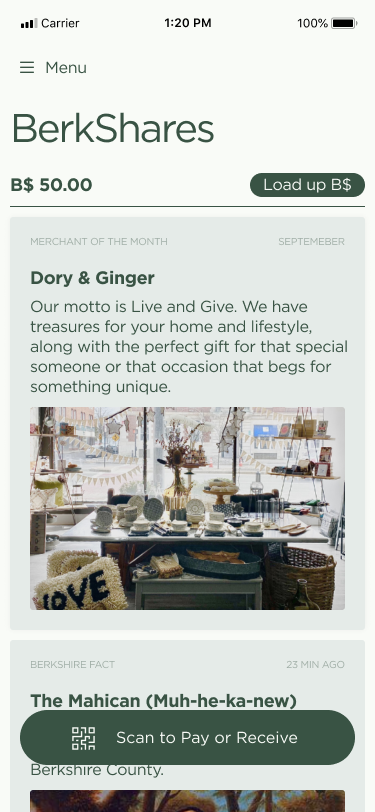 Carrier
1:20 PM
100%
Menu
BerkShares
B$ 50.00
Load up B$
MERCHANT OF THE MONTH
SEPTEMEBER
Dory & Ginger
Our motto is Live and Give. We have
treasures for your home and lifestyle,
along with the perfect gift for that special
someone or that occasion that begs for
something unique.
LOVE
BERKSHIRE FACT
23 MIN AGO
The Mahican (Muh-he-ka-new)
Scan to Pay or Receive
Berkshire County.